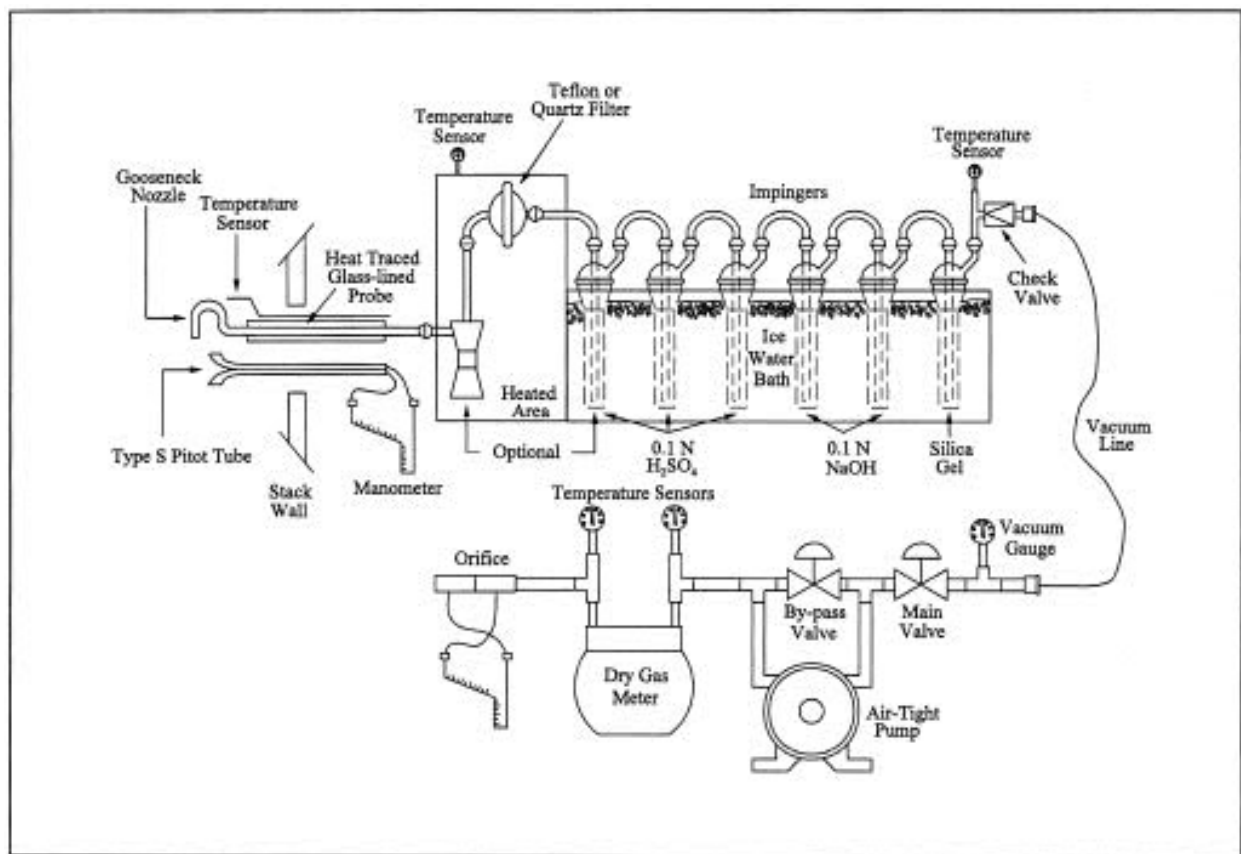 Teflon or
Quartz Filter
Temperature
Sensor
Temperature
Sensor
Gooseneck
Nozzle
Temperature
Sensor
Impingers
Heat Traced
Glass-lined
Probe
Check
Valve
Ice
Water
Bath
Heated
Area
Type S Pitot Tube
Stack
Wall
Manometer
Optional
0.1 N
H₂SO₄
0.1 N
NaOH
Silica
Gel
Vacuum
Line
Temperature Sensors
Vacuum
Gauge
Orifice
By-pass
Valve
Main
Valve
Dry Gas
Meter
Air-Tight
Pump